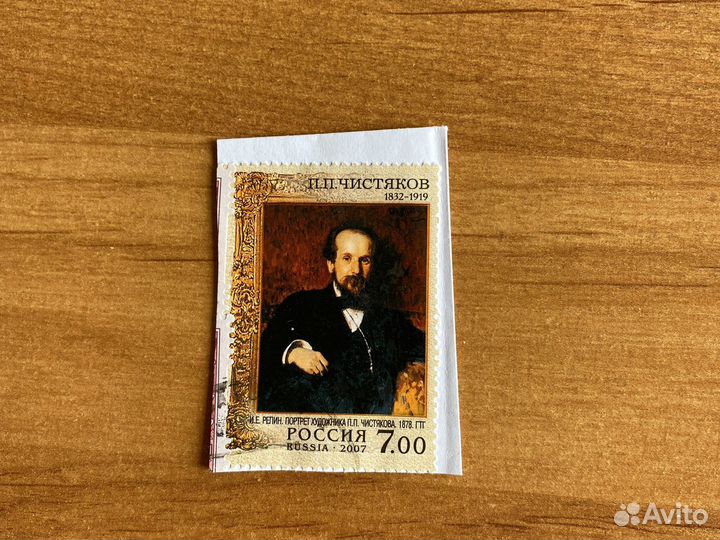 П.П.ЧИСТЯКОВ
1832–1919
И.Е. РЕПИН. ПОРТРЕТ ХУДОЖНИКА П.П. ЧИСТЯКОВА. 1878. ГТГ
РОССИЯ 7.00
RUSSIA · 2007
Avito